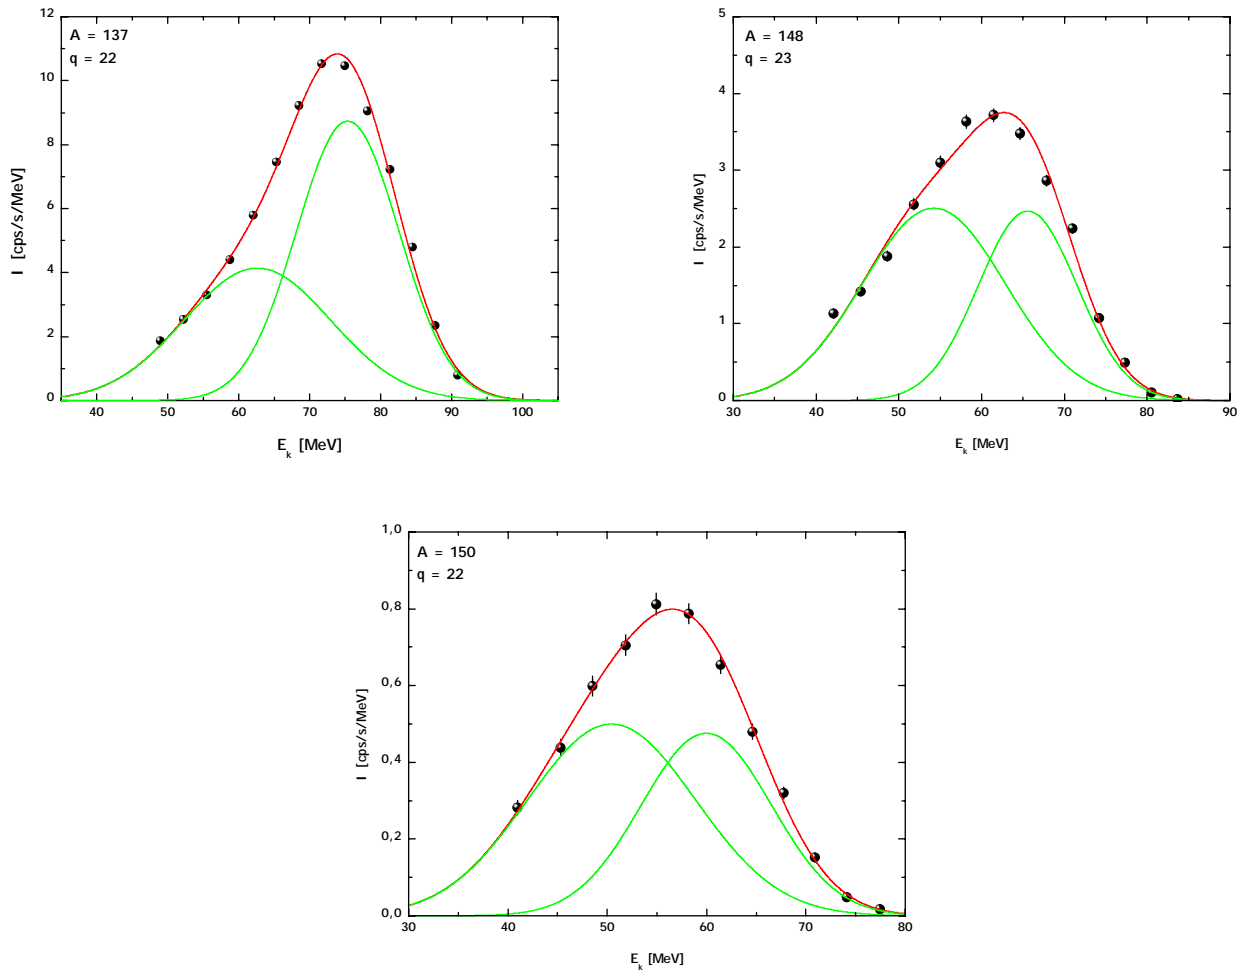 A = 137
q = 22
12
10
8
6
4
2
0
I [cps/s/MeV]
40 50 60 70 80 90 100
E_k [MeV]
A = 148
q = 23
5
4
3
2
1
0
I [cps/s/MeV]
30 40 50 60 70 80 90
E_k [MeV]
A = 150
q = 22
1,0
0,8
0,6
0,4
0,2
0,0
I [cps/s/MeV]
30 40 50 60 70 80
E_k [MeV]